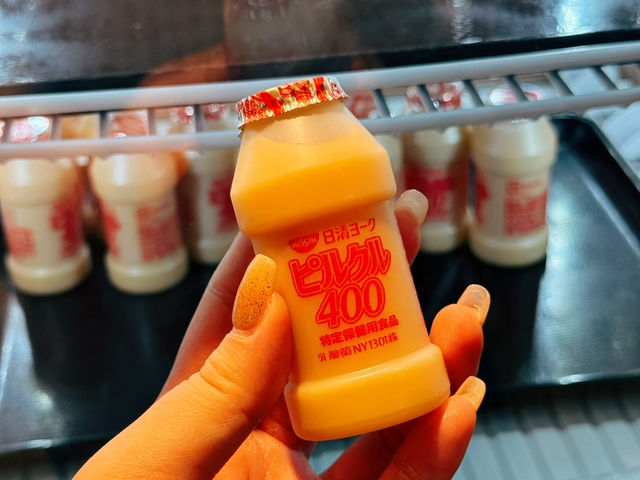 NISSIN 日清ヨーク
ピルクル
400
特定保健用食品
乳酸菌NY1301株